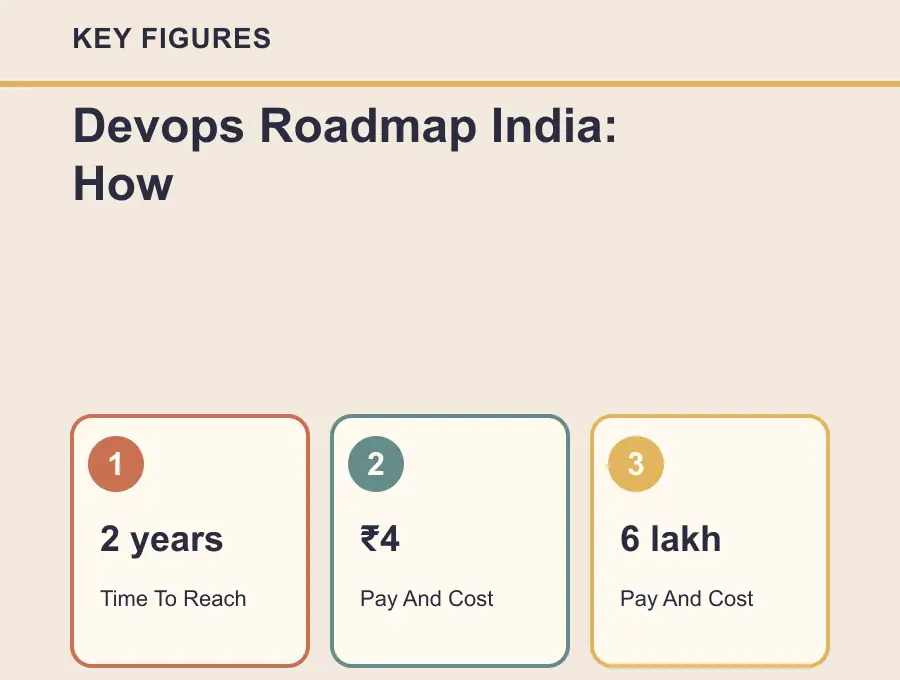 KEY FIGURES
Devops Roadmap India:
How
1
2 years
Time To Reach
2
₹4
Pay And Cost
3
6 lakh
Pay And Cost